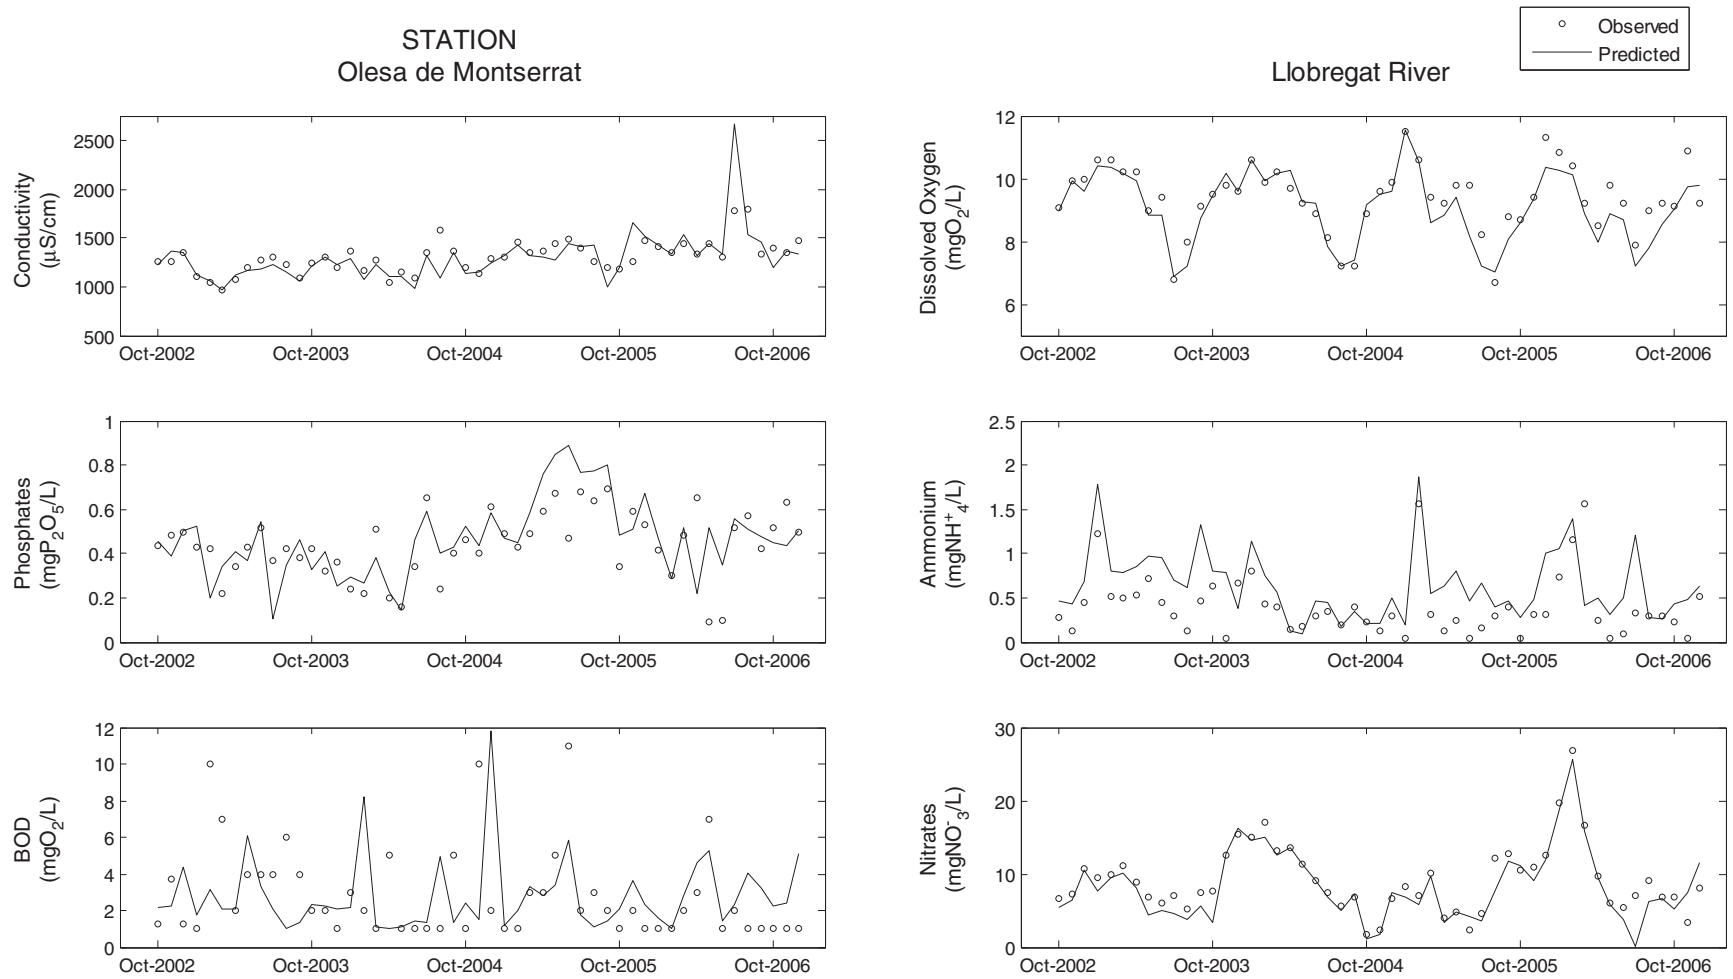 STATION
Olesa de Montserrat
Llobregat River
Observed
Predicted
Conductivity
(µS/cm)
2500
2000
1500
1000
500
Oct-2002 Oct-2003 Oct-2004 Oct-2005 Oct-2006
Dissolved Oxygen
(mgO2/L)
12
10
8
6
Oct-2002 Oct-2003 Oct-2004 Oct-2005 Oct-2006
Phosphates
(mgP2O5/L)
1
0.8
0.6
0.4
0.2
0
Oct-2002 Oct-2003 Oct-2004 Oct-2005 Oct-2006
Ammonium
(mgNH+4/L)
2.5
2
1.5
1
0.5
0
Oct-2002 Oct-2003 Oct-2004 Oct-2005 Oct-2006
BOD
(mgO2/L)
12
10
8
6
4
2
0
Oct-2002 Oct-2003 Oct-2004 Oct-2005 Oct-2006
Nitrates
(mgNO-3/L)
30
20
10
0
Oct-2002 Oct-2003 Oct-2004 Oct-2005 Oct-2006